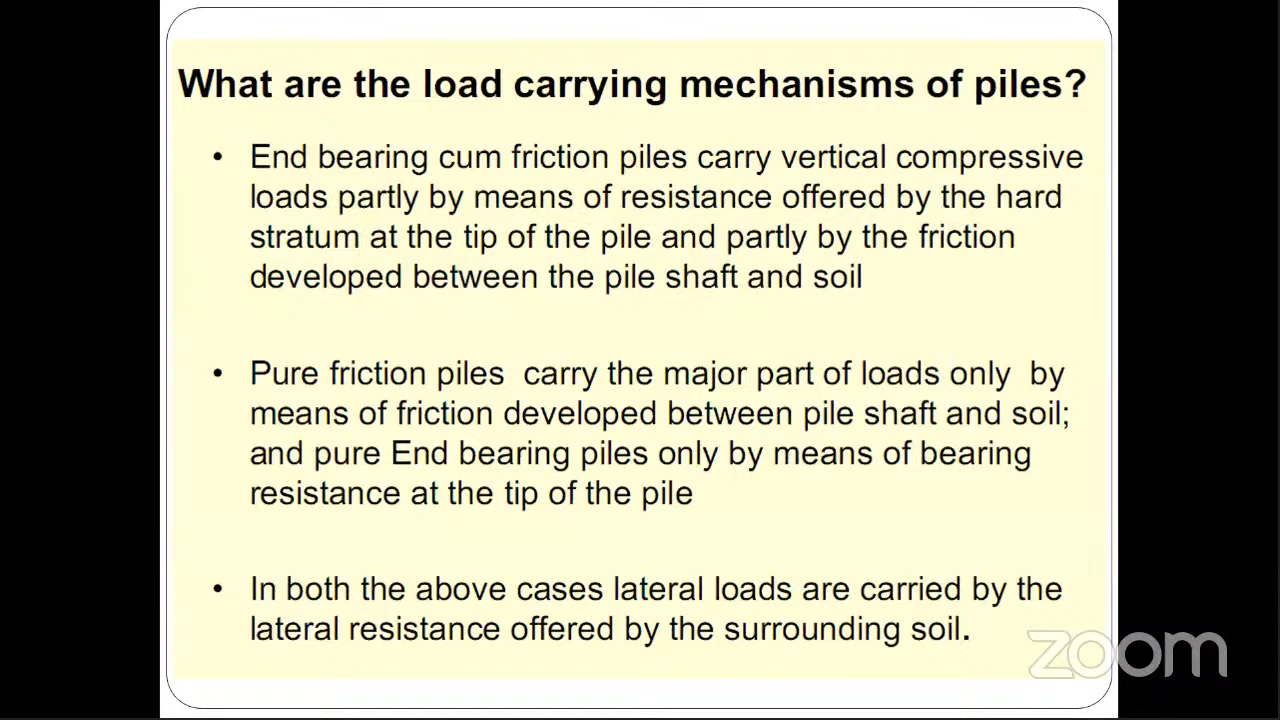 What are the load carrying mechanisms of piles?
• End bearing cum friction piles carry vertical compressive
loads partly by means of resistance offered by the hard
stratum at the tip of the pile and partly by the friction
developed between the pile shaft and soil
• Pure friction piles  carry the major part of loads only  by
means of friction developed between pile shaft and soil;
and pure End bearing piles only by means of bearing
resistance at the tip of the pile
• In both the above cases lateral loads are carried by the
lateral resistance offered by the surrounding soil.
zoom